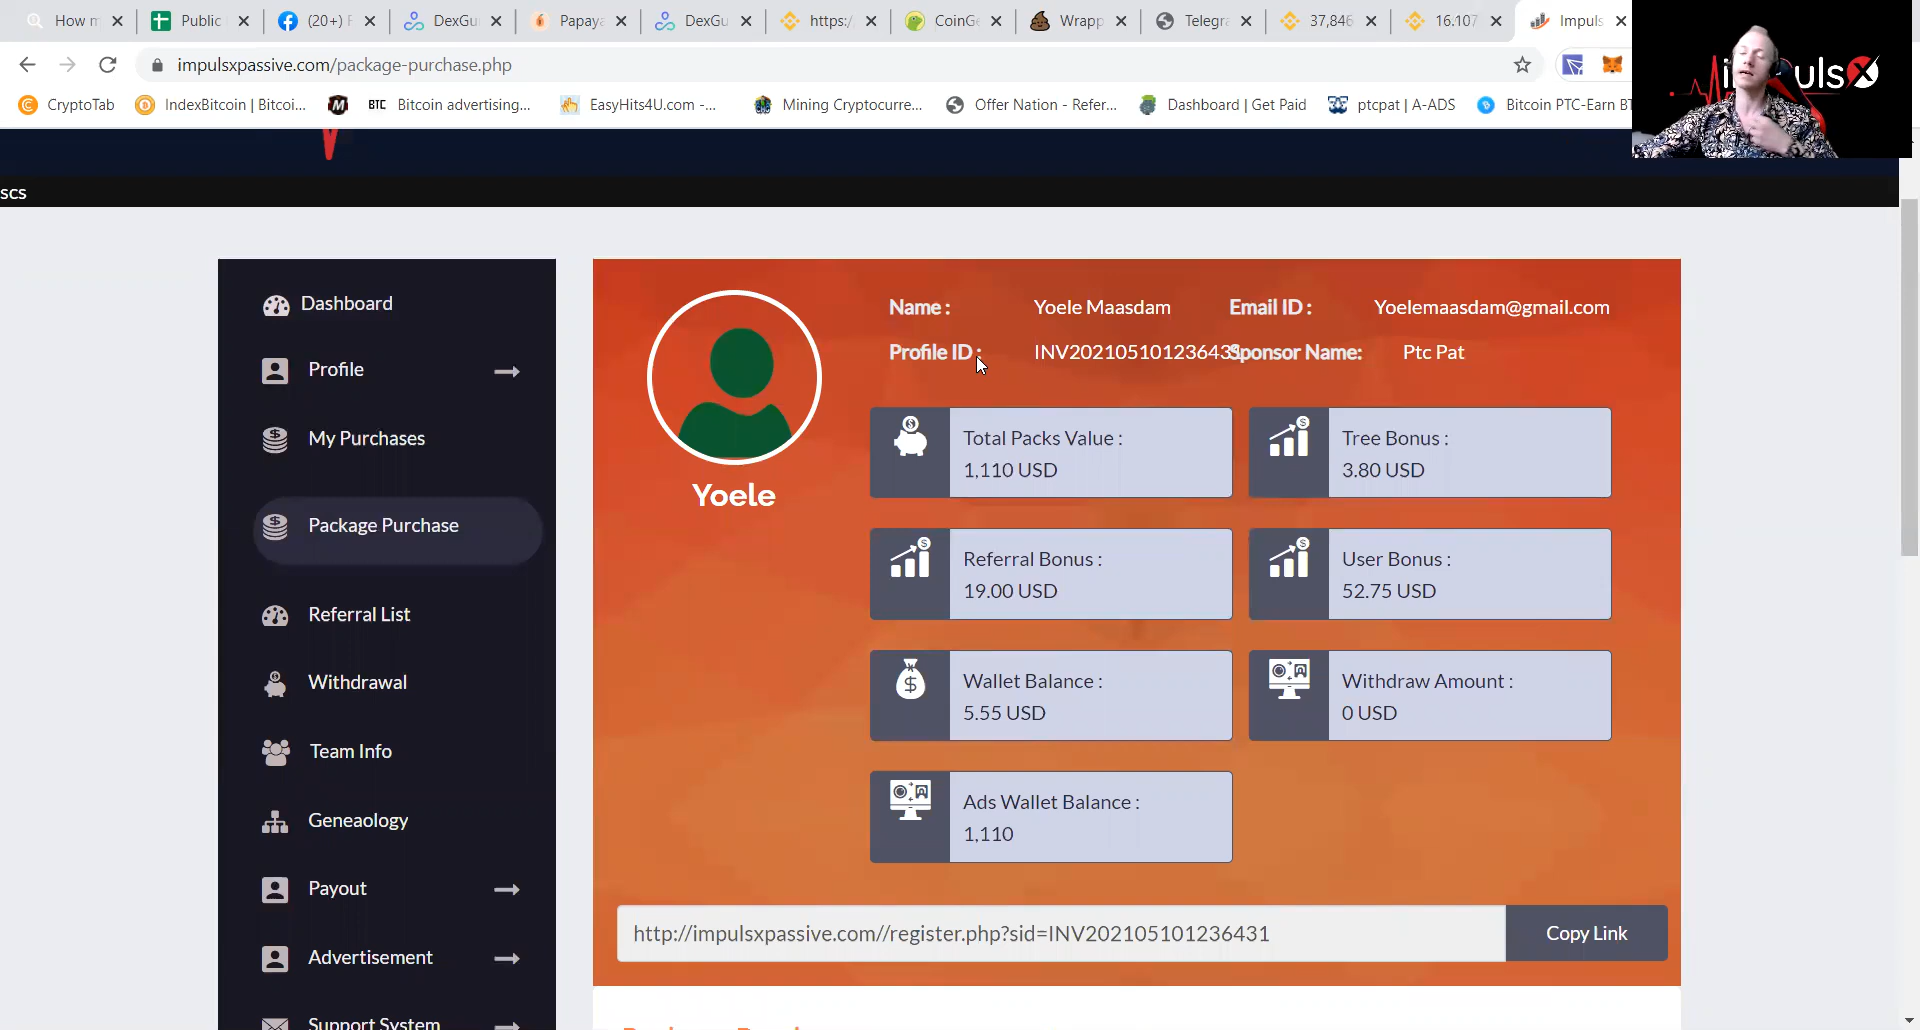 How m
Public
(20+) F
DexGu
Papaya
DexGu
https:/
CoinGe
Wrapp
Telegra
37,846
16.107
Impuls
impulsxpassive.com/package-purchase.php
CryptoTab
IndexBitcoin | Bitcoi...
BTC Bitcoin advertising...
EasyHits4U.com -...
Mining Cryptocurre...
Offer Nation - Refer...
Dashboard | Get Paid
ptcpat | A-ADS
Bitcoin PTC-Earn BT
scs
Dashboard
Profile
My Purchases
Package Purchase
Referral List
Withdrawal
Team Info
Geneaology
Payout
Advertisement
Support System
Yoele
Name : Yoele Maasdam Email ID : Yoelemaasdam@gmail.com
Profile ID : INV202105101236431 Sponsor Name: Ptc Pat
Total Packs Value :
1,110 USD
Tree Bonus :
3.80 USD
Referral Bonus :
19.00 USD
User Bonus :
52.75 USD
Wallet Balance :
5.55 USD
Withdraw Amount :
0 USD
Ads Wallet Balance :
1,110
http://impulsxpassive.com//register.php?sid=INV202105101236431
Copy Link